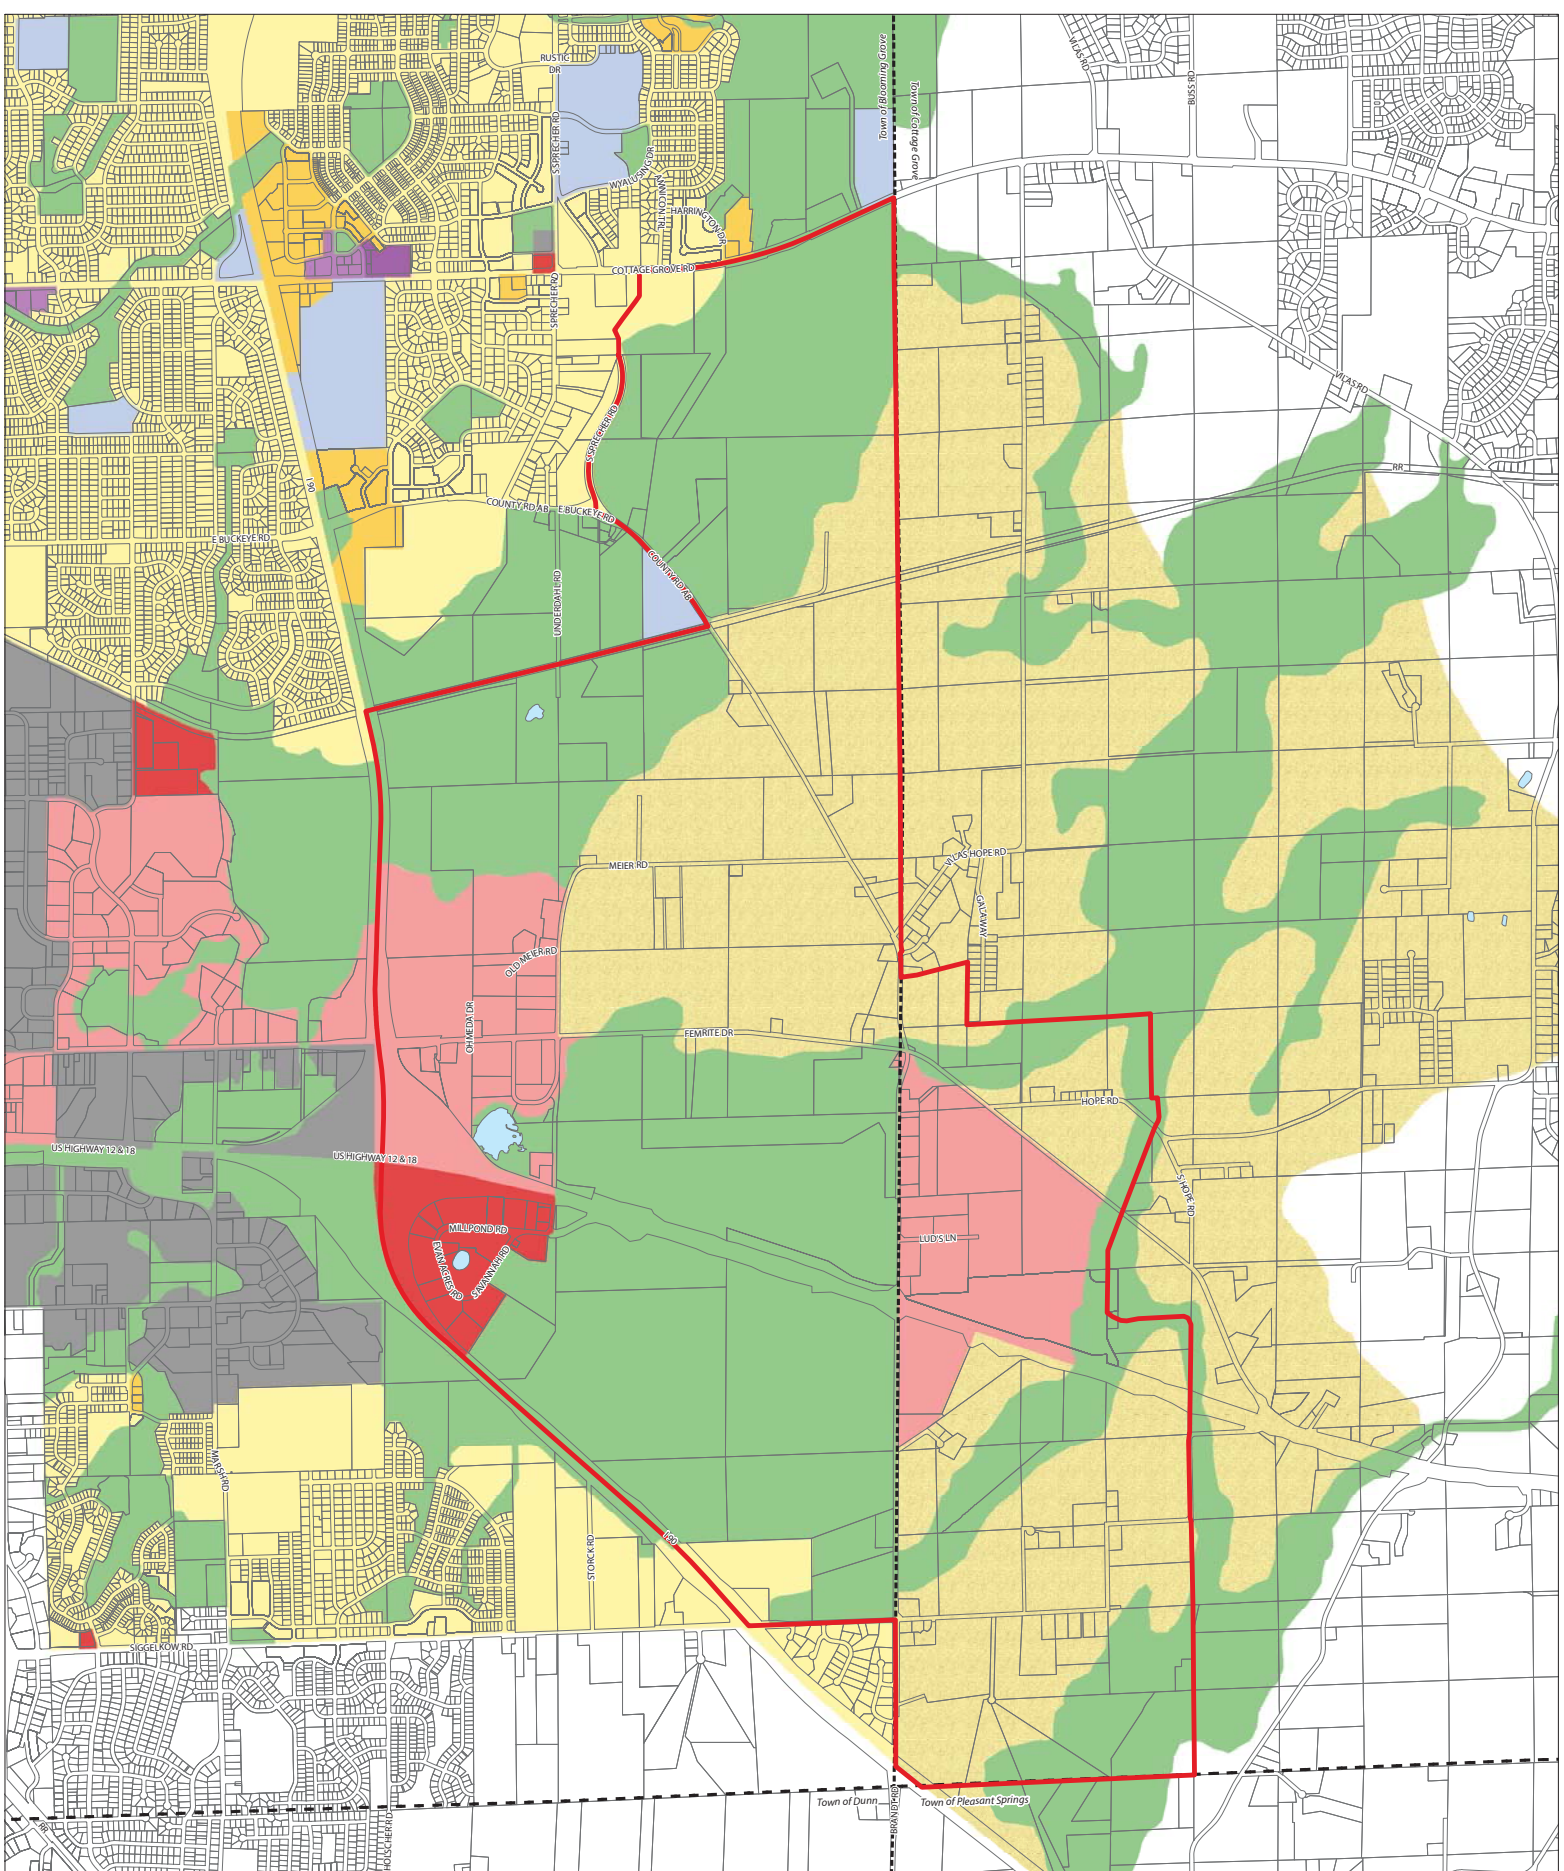 RUSTIC
DR
Town of Blooming Grove
Town of Cottage Grove
VILAS RD
BUSS RD
S SPRECHER RD
WYALUSING DR
AMNICON TRL
HARRINGTON DR
COTTAGE GROVE RD
SPRECHER RD
VILAS RD
S SPRECHER RD
RR
I 90
COUNTY RD AB
E BUCKEYE RD
E BUCKEYE RD
COUNTY RD AB
UNDERDAHL RD
MEIER RD
VILAS HOPE RD
GALAWAY
OLD MEIER RD
OHMEDA DR
FEMRITE DR
HOPE RD
US HIGHWAY 12 & 18
US HIGHWAY 12 & 18
S HOPE RD
MILLPOND RD
LUDS LN
EVAN ACRES RD
SAVANNAH RD
MARSH RD
I 90
STORCK RD
SIGGELKOW RD
Town of Dunn
Town of Pleasant Springs
BRANDT RD
HOLSCHER RD
RR